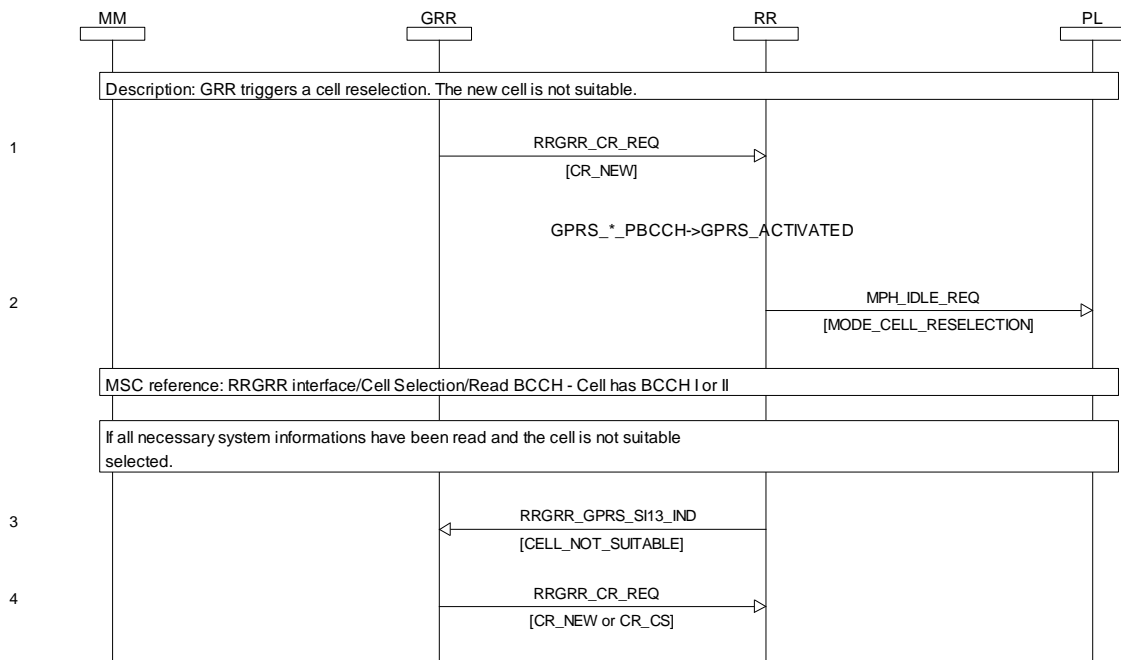 MM GRR RR PL
Description: GRR triggers a cell reselection. The new cell is not suitable.
1 RRGRR_CR_REQ
[CR_NEW]
GPRS_*_PBCCH->GPRS_ACTIVATED
2 MPH_IDLE_REQ
[MODE_CELL_RESELECTION]
MSC reference: RRGRR interface/Cell Selection/Read BCCH - Cell has BCCH I or II
If all necessary system informations have been read and the cell is not suitable
selected.
3 RRGRR_GPRS_SI13_IND
[CELL_NOT_SUITABLE]
4 RRGRR_CR_REQ
[CR_NEW or CR_CS]